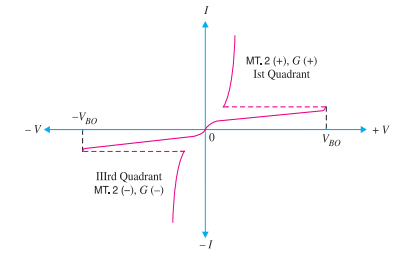 I
MT. 2 (+), G (+)
Ist Quadrant
–V_BO
– V
0
+ V
V_BO
IIIrd Quadrant
MT. 2 (–), G (–)
– I